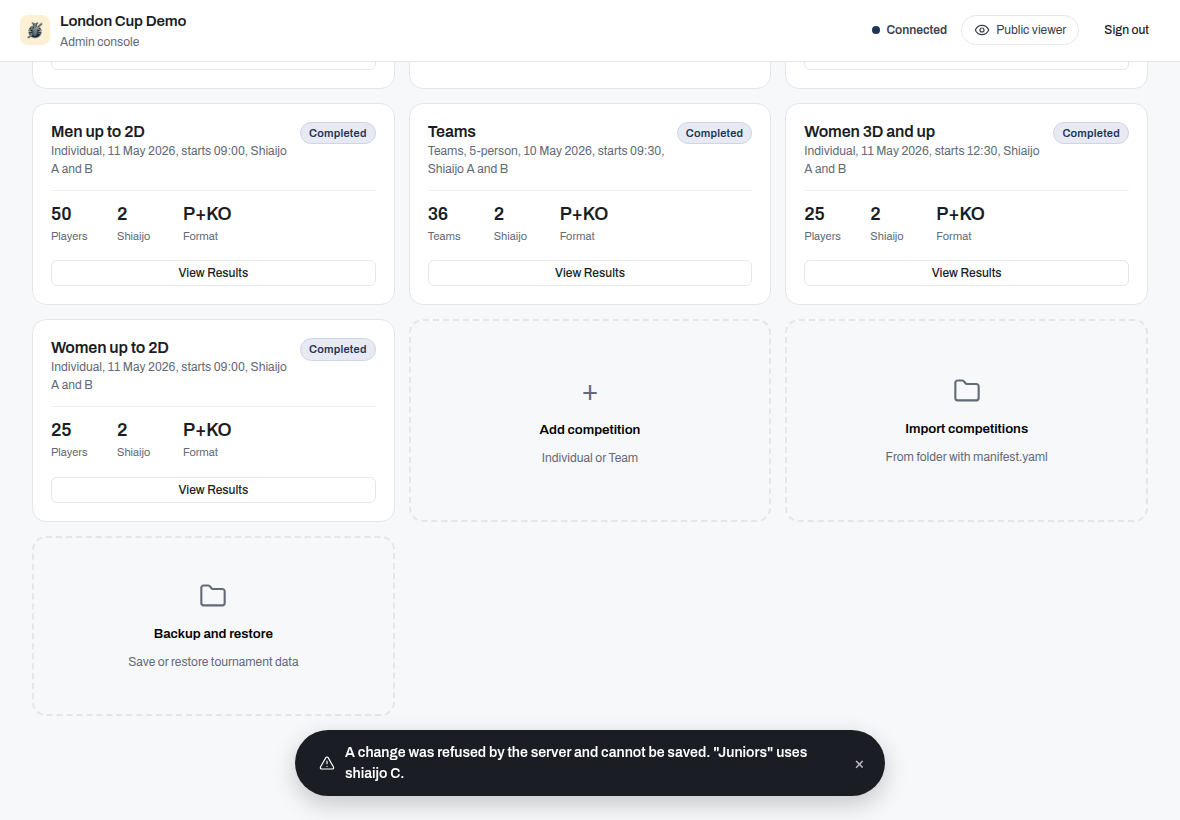 London Cup Demo
Admin console
Connected
Public viewer
Sign out
Men up to 2D
Completed
Individual, 11 May 2026, starts 09:00, Shiaijo
A and B
50
2
P+KO
Players
Shiaijo
Format
View Results
Teams
Completed
Teams, 5-person, 10 May 2026, starts 09:30,
Shiaijo A and B
36
2
P+KO
Teams
Shiaijo
Format
View Results
Women 3D and up
Completed
Individual, 11 May 2026, starts 12:30, Shiaijo
A and B
25
2
P+KO
Players
Shiaijo
Format
View Results
Women up to 2D
Completed
Individual, 11 May 2026, starts 09:00, Shiaijo
A and B
25
2
P+KO
Players
Shiaijo
Format
View Results
Add competition
Individual or Team
Import competitions
From folder with manifest.yaml
Backup and restore
Save or restore tournament data
A change was refused by the server and cannot be saved. "Juniors" uses
shiaijo C.